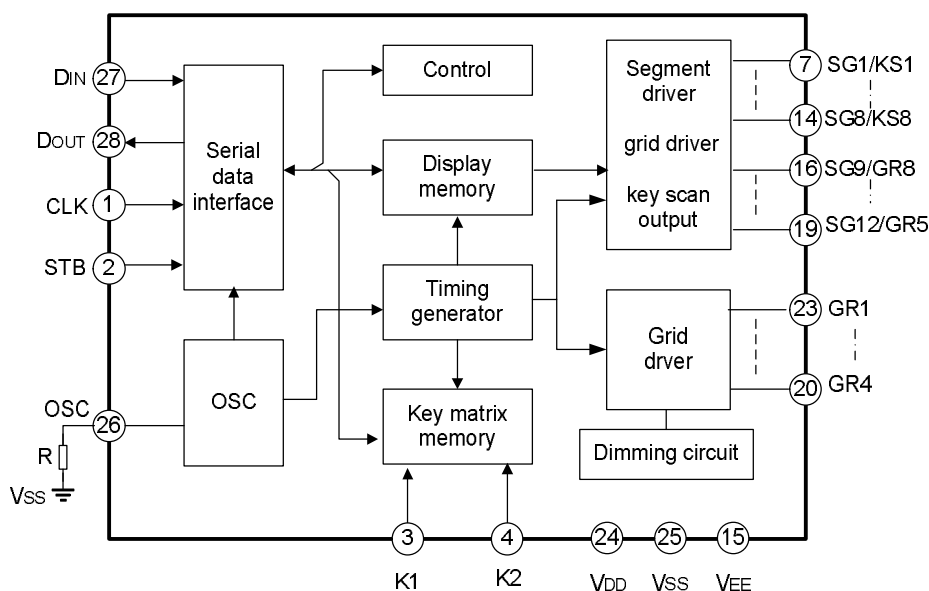 DIN
27
DOUT
28
CLK
1
STB
2
OSC
26
R
VSS
Serial
data
interface
OSC
Control
Display
memory
Timing
generator
Key matrix
memory
Segment
driver
grid driver
key scan
output
Grid
drver
Dimming circuit
7
SG1/KS1
14
SG8/KS8
16
SG9/GR8
19
SG12/GR5
23
GR1
20
GR4
3
4
24
25
15
K1
K2
VDD
VSS
VEE